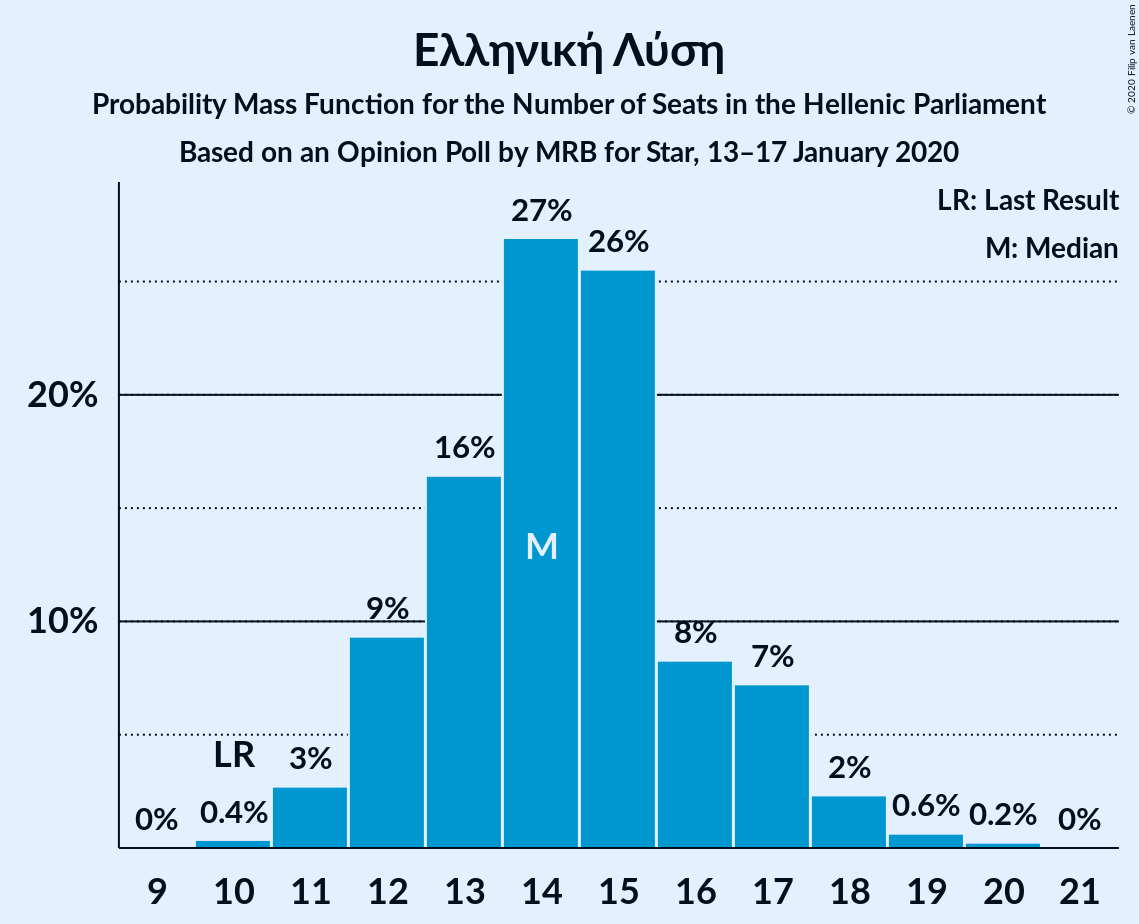 Ελληνική Λύση
Probability Mass Function for the Number of Seats in the Hellenic Parliament
Based on an Opinion Poll by MRB for Star, 13–17 January 2020
© 2020 Filip van Laenen
LR: Last Result
M: Median
27%
26%
20%
16%
M
10%
9%
8%
7%
LR
3%
2%
0%
0.4%
0.6%
0.2%
0%
9 10 11 12 13 14 15 16 17 18 19 20 21